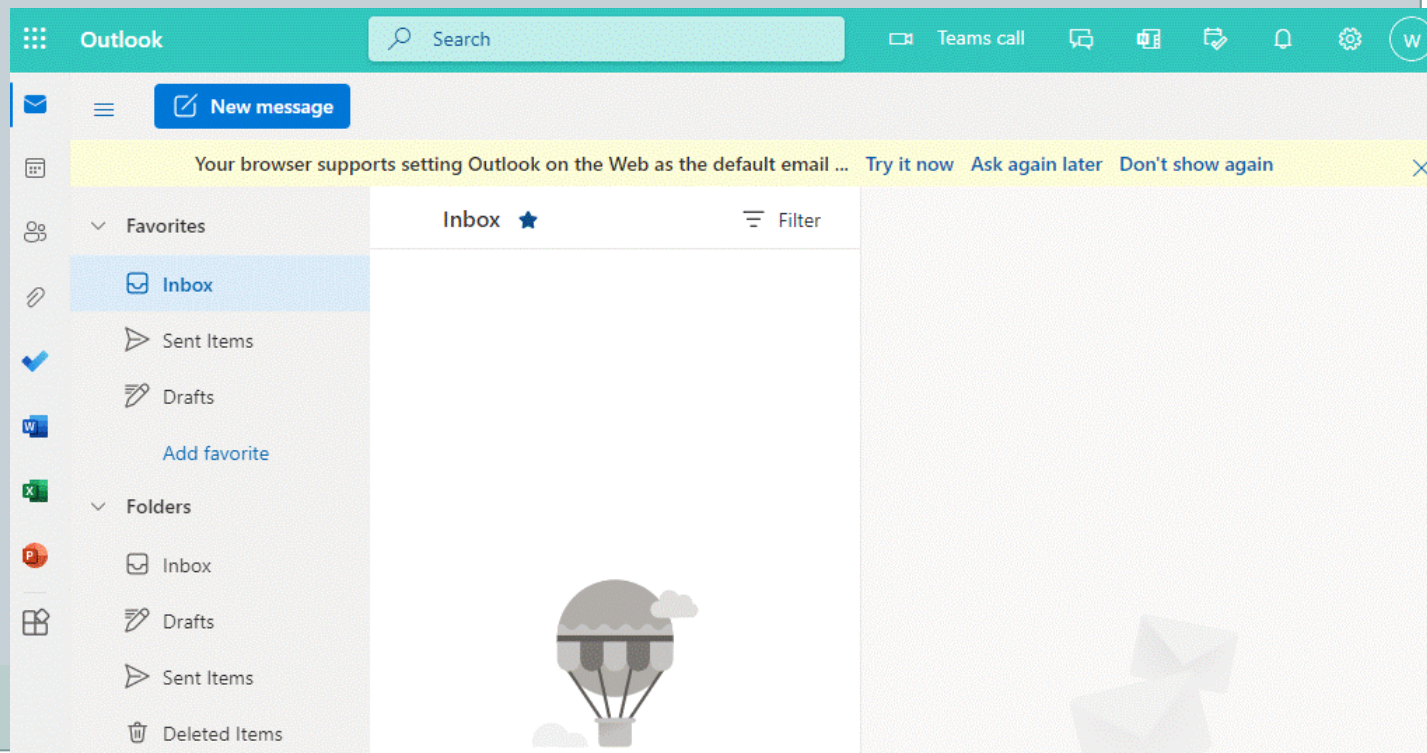 Outlook
Search
Teams call
W
New message
Your browser supports setting Outlook on the Web as the default email ... Try it now Ask again later Don't show again
Favorites
Inbox
Filter
Inbox
Sent Items
Drafts
Add favorite
Folders
Inbox
Drafts
Sent Items
Deleted Items
W
X
P